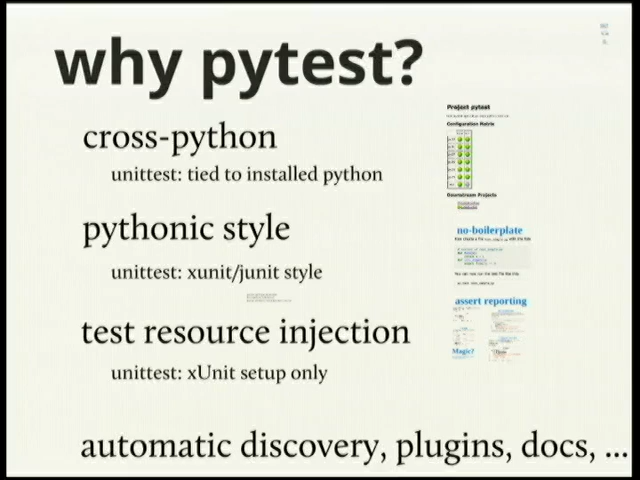 why pytest?
cross-python
unittest: tied to installed python
pythonic style
unittest: xunit/junit style
test resource injection
unittest: xUnit setup only
automatic discovery, plugins, docs, ...
Project pytest
Configuration Matrix
Downstream Projects
no-boilerplate
assert reporting
Magic?